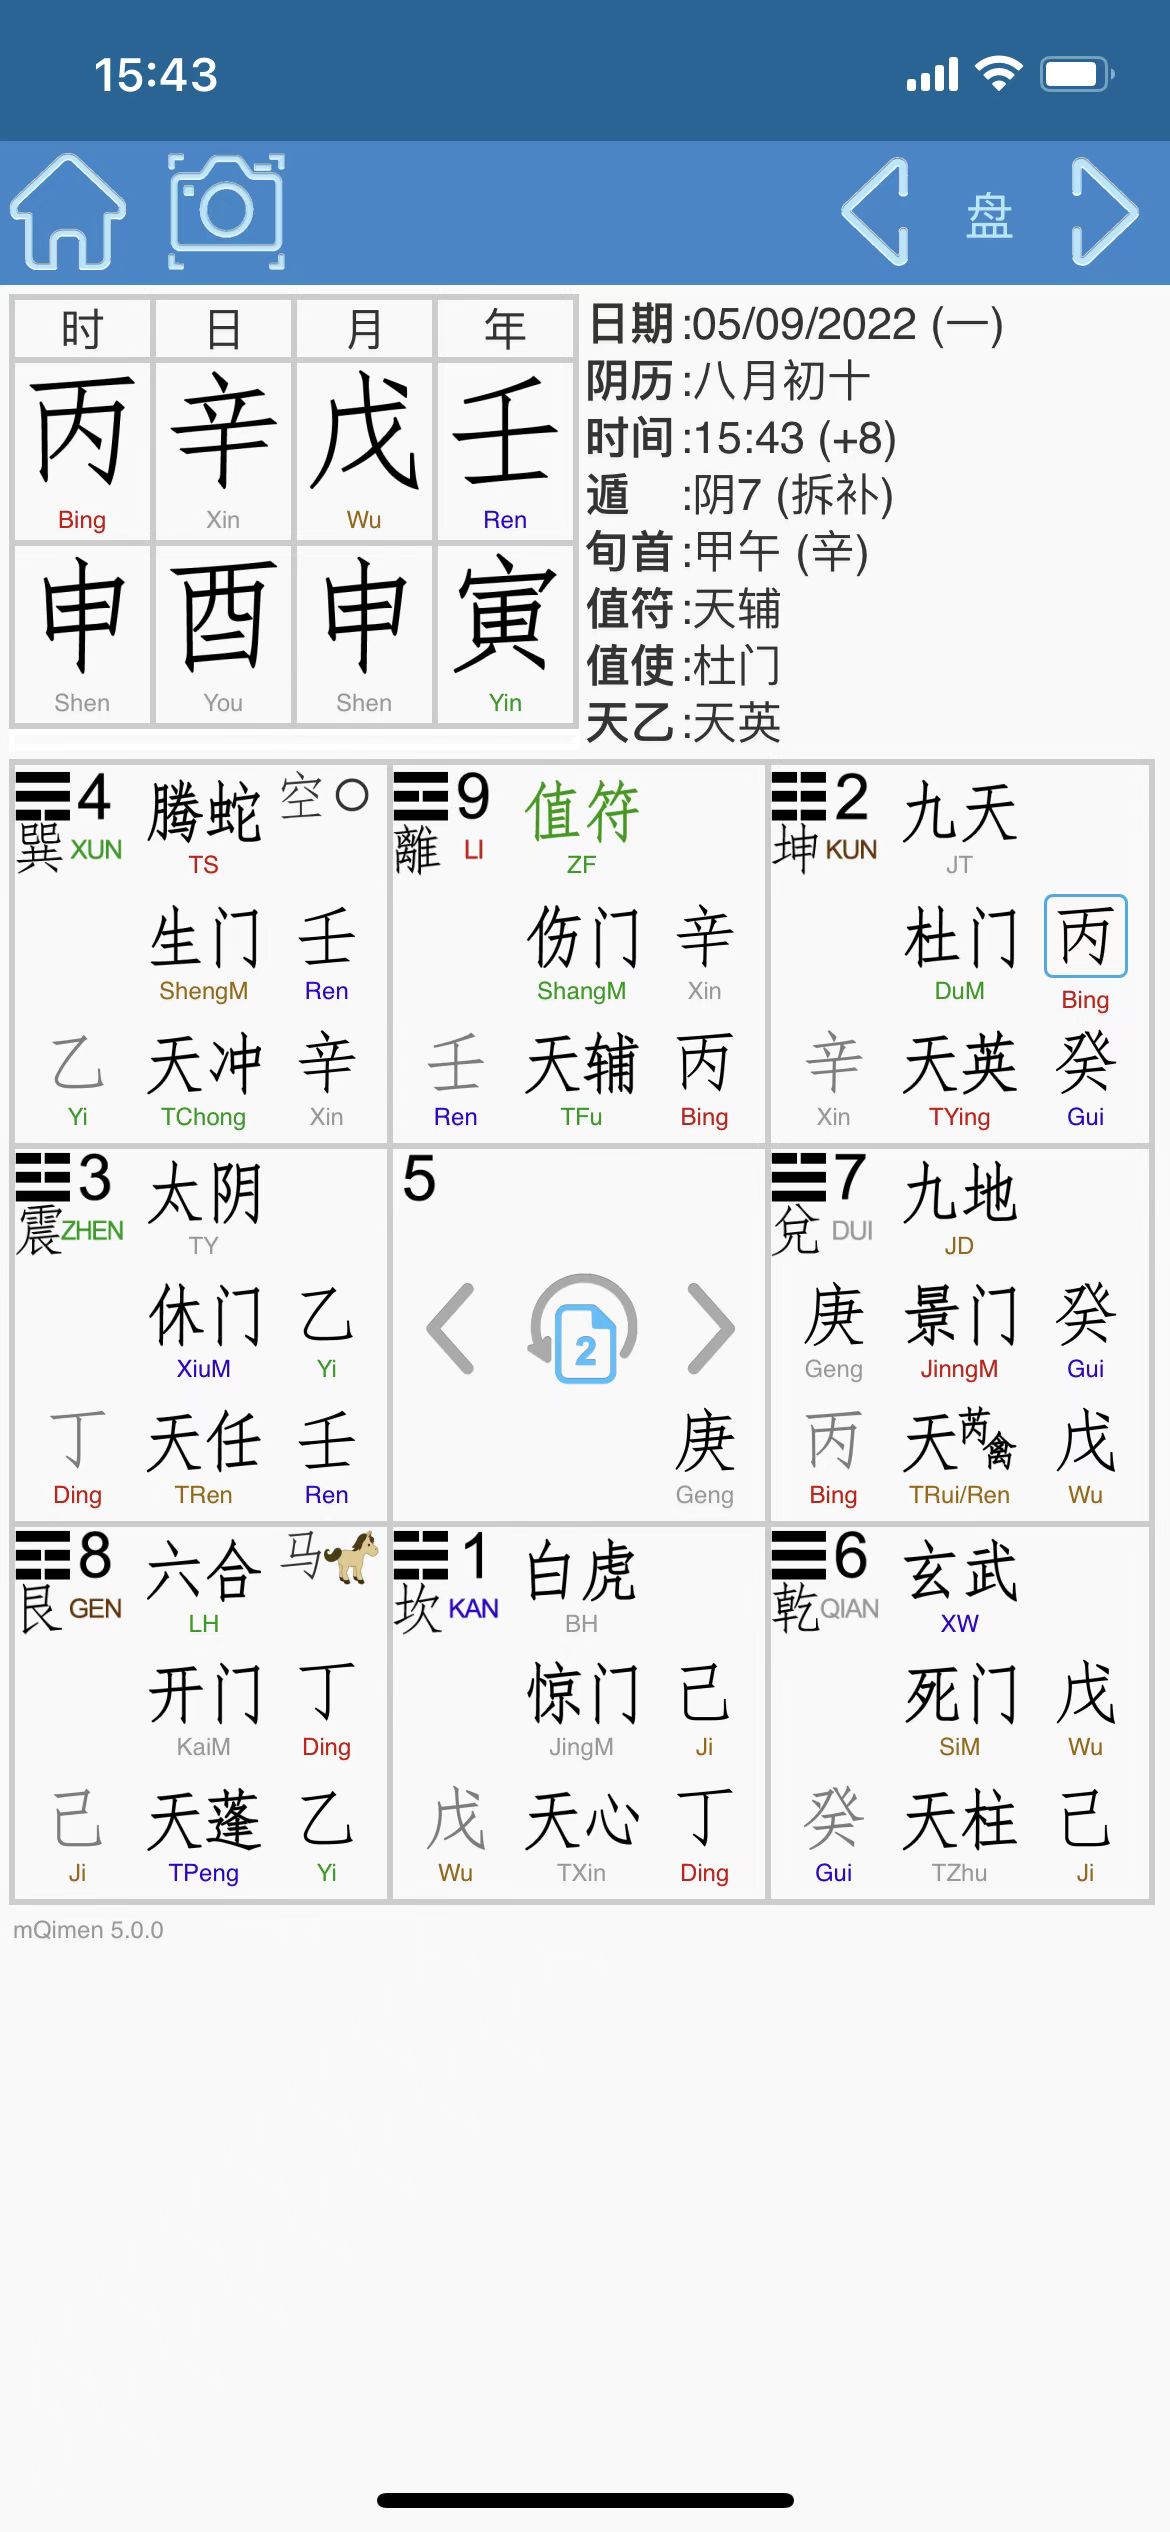 15:43
盘
时 日 月 年
丙 辛 戊 壬
Bing Xin Wu Ren
申 酉 申 寅
Shen You Shen Yin
日期:05/09/2022 (一)
阴历:八月初十
时间:15:43 (+8)
遁 :阴7 (拆补)
旬首:甲午 (辛)
值符:天辅
值使:杜门
天乙:天英
4 腾蛇 空
巽 XUN TS
生门 壬
ShengM Ren
乙 天冲 辛
Yi TChong Xin
9 值符
離 LI ZF
伤门 辛
ShangM Xin
壬 天辅 丙
Ren TFu Bing
2 九天
坤 KUN JT
杜门 丙
DuM Bing
辛 天英 癸
Xin TYing Gui
3 太阴
震 ZHEN TY
休门 乙
XiuM Yi
丁 天任 壬
Ding TRen Ren
5
2
庚
Geng
7 九地
兌 DUI JD
庚 景门 癸
Geng JinngM Gui
丙 天芮禽 戊
Bing TRui/Ren Wu
8 六合 马
艮 GEN LH
开门 丁
KaiM Ding
己 天蓬 乙
Ji TPeng Yi
1 白虎
坎 KAN BH
惊门 己
JingM Ji
戊 天心 丁
Wu TXin Ding
6 玄武
乾 QIAN XW
死门 戊
SiM Wu
癸 天柱 己
Gui TZhu Ji
mQimen 5.0.0